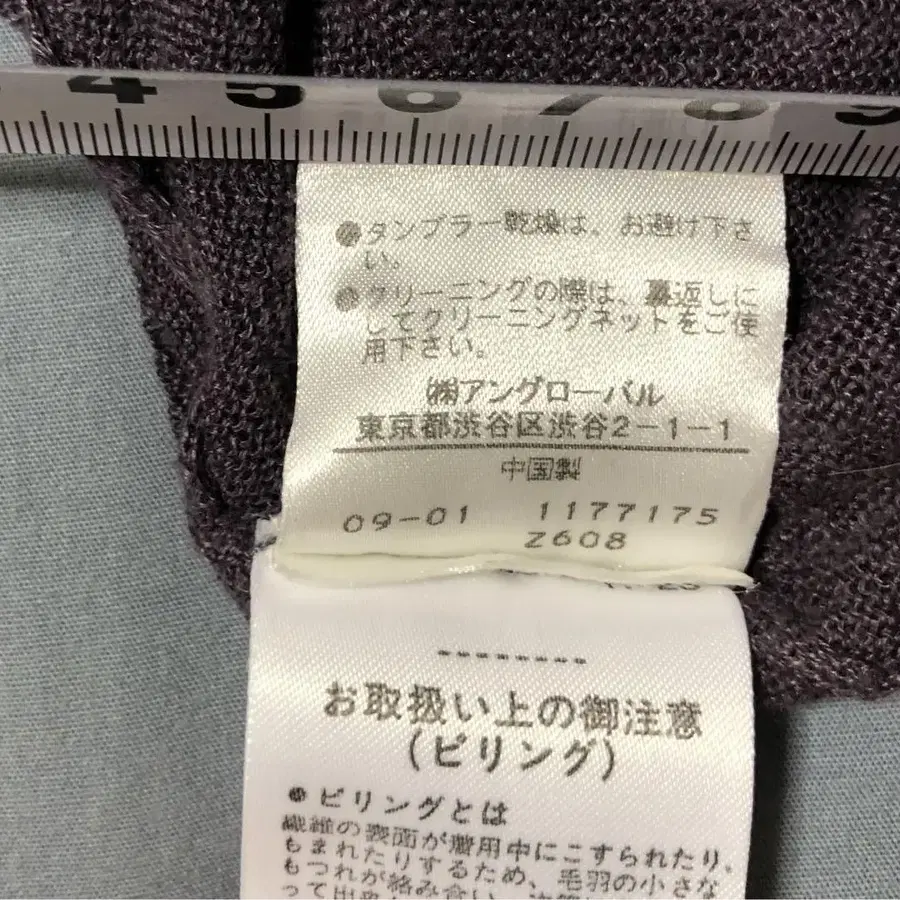 4 5 6 7 8 9
●タンブラー乾燥は、お避け下さ
い。
●クリーニングの際は、裏返しに
してクリーニングネットをご使
用下さい。
㈱アングローバル
東京都渋谷区渋谷2-1-1
中国製
09-01 1177175
Z608
--------
お取扱い上の御注意
(ピリング)
●ピリングとは
繊維の表面が着用中にこすられたり、
もまれたりするため、毛羽の小さな
もつれが絡み合い、
って出来